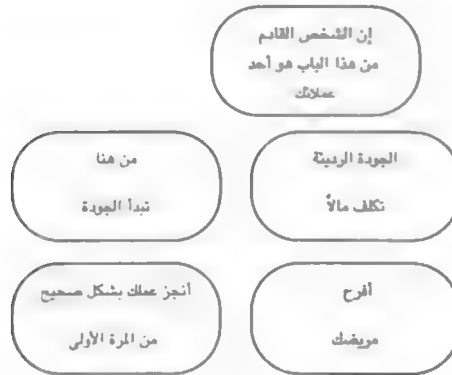 إن الشخص القادم
من هذا الباب هو أحد
عملائك
الجودة الرديئة
تكلف مالاً
من هنا
تبدأ الجودة
أفرح
مريضك
أنجز عملك بشكل صحيح
من المرة الأولى